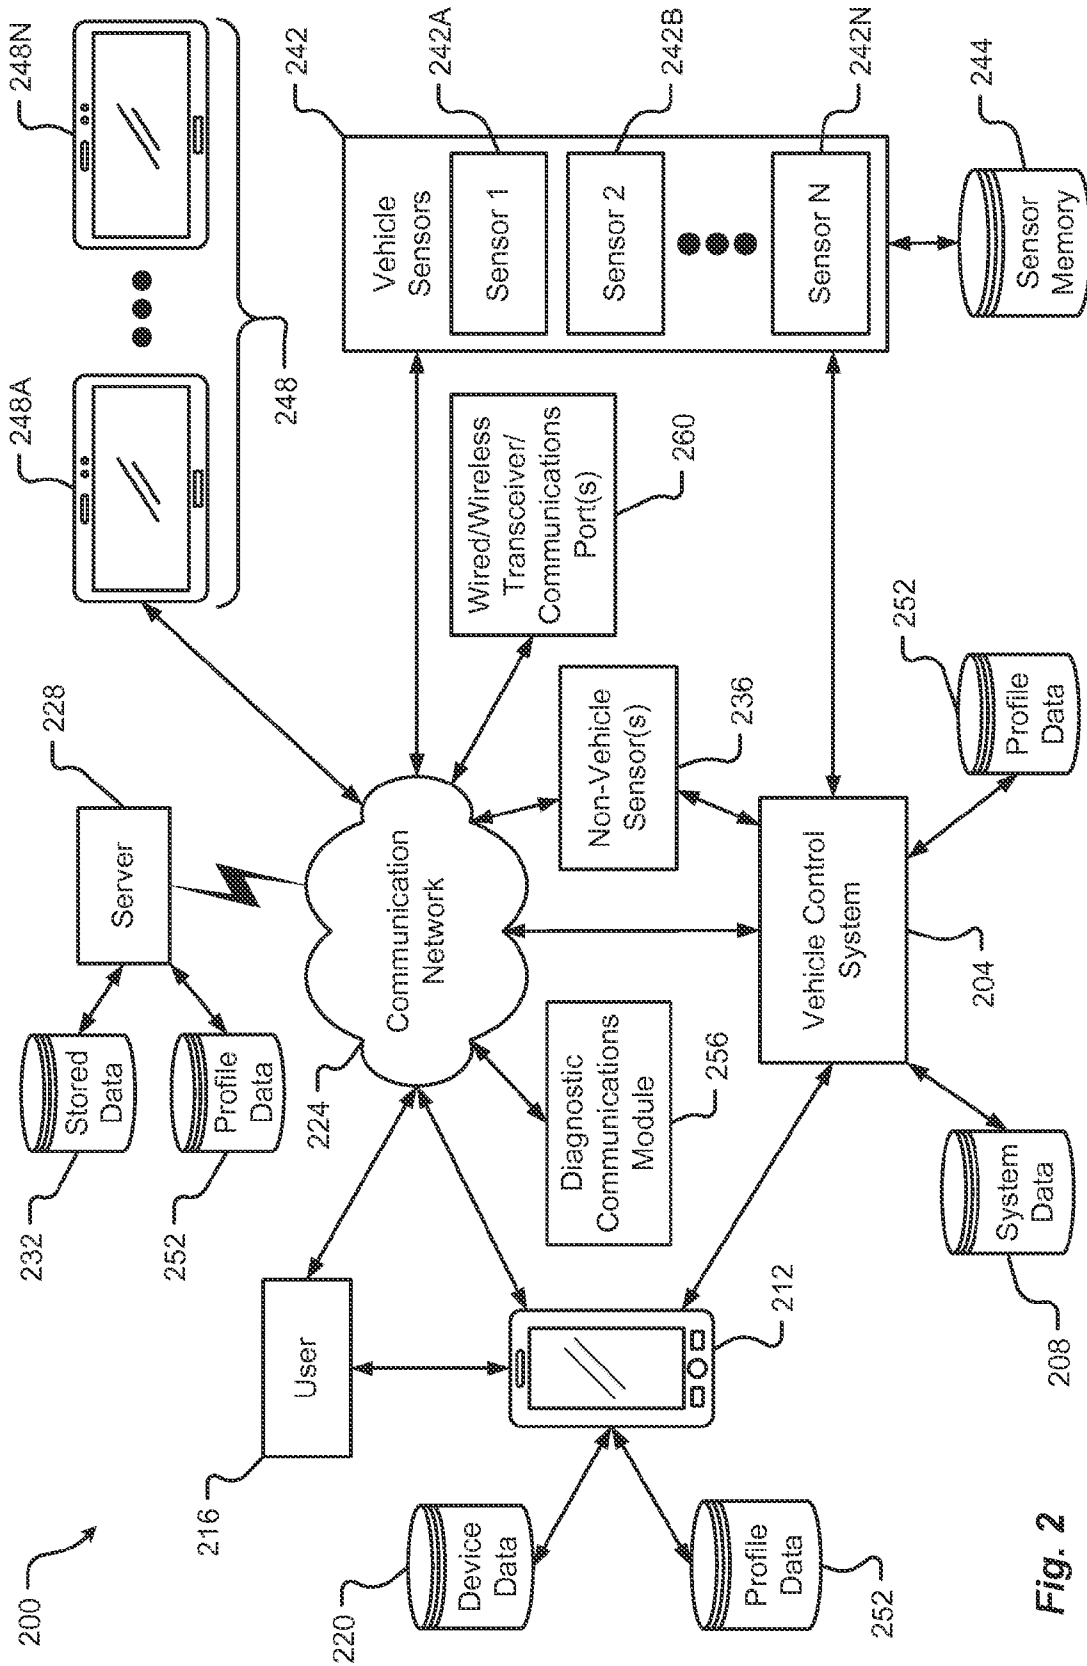 200
216
User
220
Device
Data
Profile
Data
252
212
232
Stored
Data
252
Profile
Data
Server
228
224
Communication
Network
Diagnostic
Communications
Module
256
Non-Vehicle
Sensor(s)
236
Wired/Wireless
Transceiver/
Communications
Port(s)
260
248A
248N
248
Vehicle
Sensors
242
Sensor 1
242A
Sensor 2
242B
Sensor N
242N
Sensor
Memory
244
Vehicle Control
System
204
System
Data
208
Profile
Data
252
Fig. 2